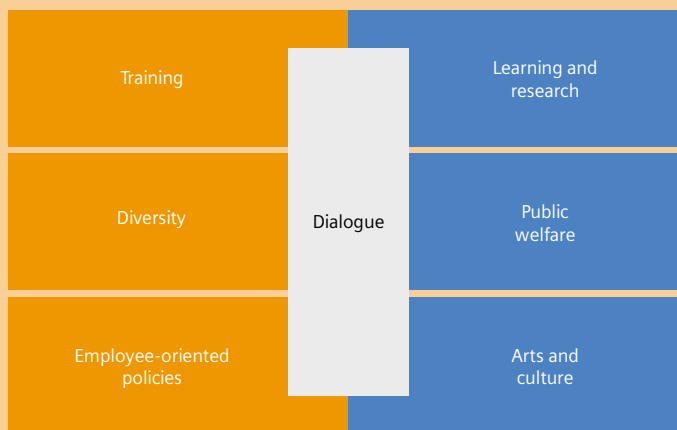 Training
Learning and
research
Diversity
Dialogue
Public
welfare
Employee-oriented
policies
Arts and
culture